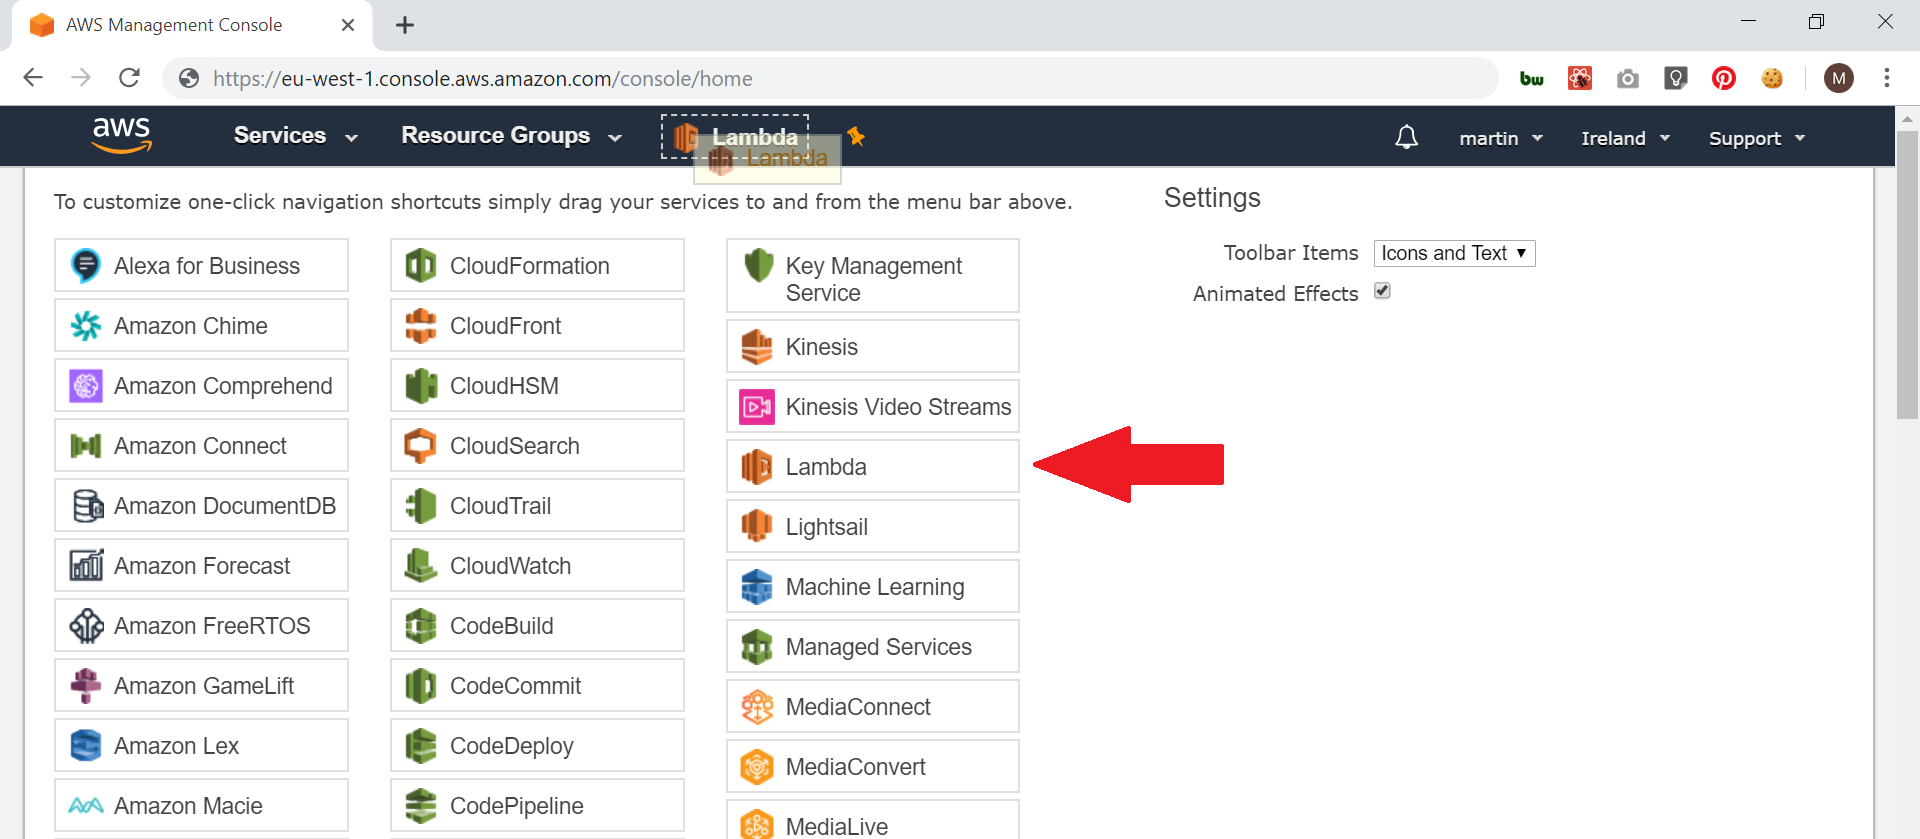 AWS Management Console
https://eu-west-1.console.aws.amazon.com/console/home
bw
M
aws
Services
Resource Groups
Lambda
Lambda
martin
Ireland
Support
To customize one-click navigation shortcuts simply drag your services to and from the menu bar above.
Alexa for Business
Amazon Chime
Amazon Comprehend
Amazon Connect
Amazon DocumentDB
Amazon Forecast
Amazon FreeRTOS
Amazon GameLift
Amazon Lex
Amazon Macie
CloudFormation
CloudFront
CloudHSM
CloudSearch
CloudTrail
CloudWatch
CodeBuild
CodeCommit
CodeDeploy
CodePipeline
Key Management
Service
Kinesis
Kinesis Video Streams
Lambda
Lightsail
Machine Learning
Managed Services
MediaConnect
MediaConvert
MediaLive
Settings
Toolbar Items
Icons and Text
Animated Effects